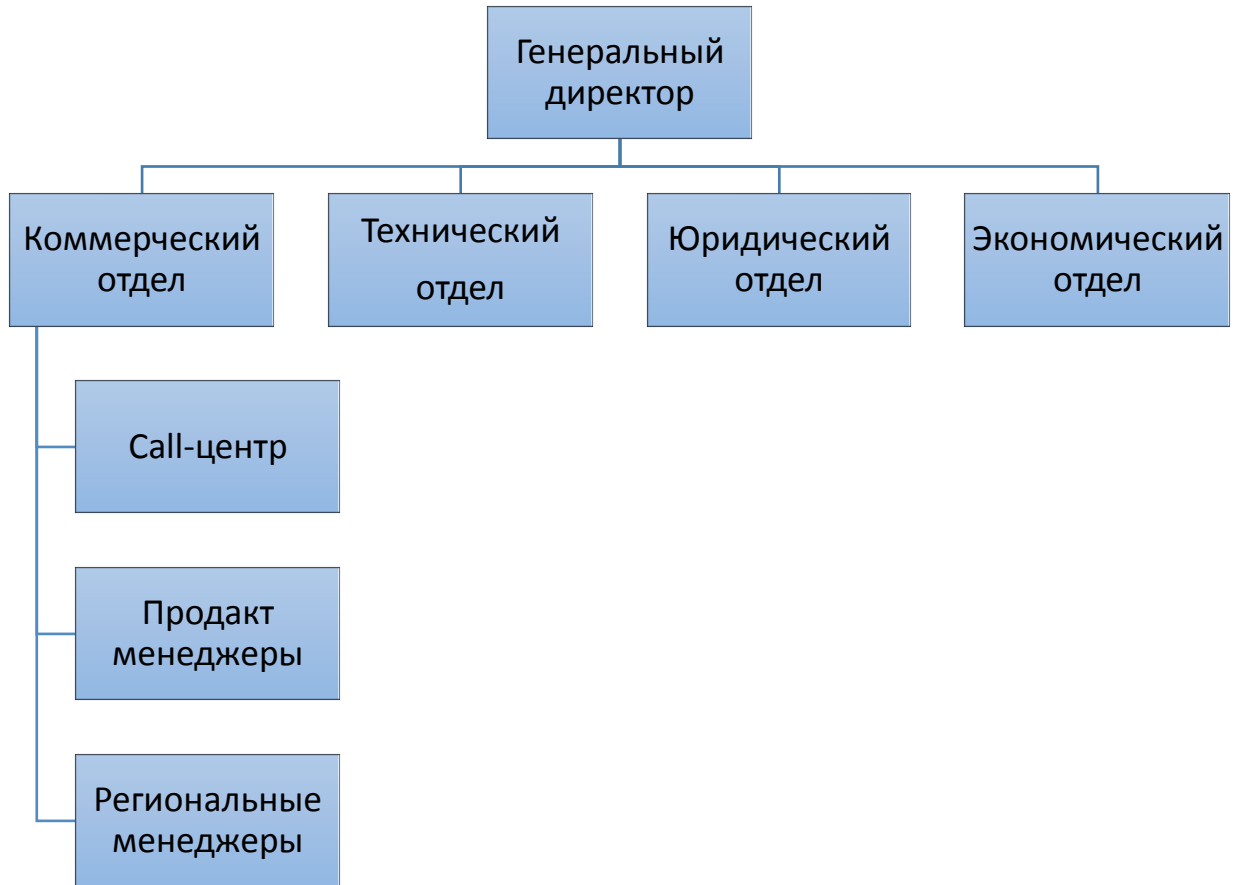 Генеральный
директор
Коммерческий
отдел
Технический
отдел
Юридический
отдел
Экономический
отдел
Call-центр
Продакт
менеджеры
Региональные
менеджеры